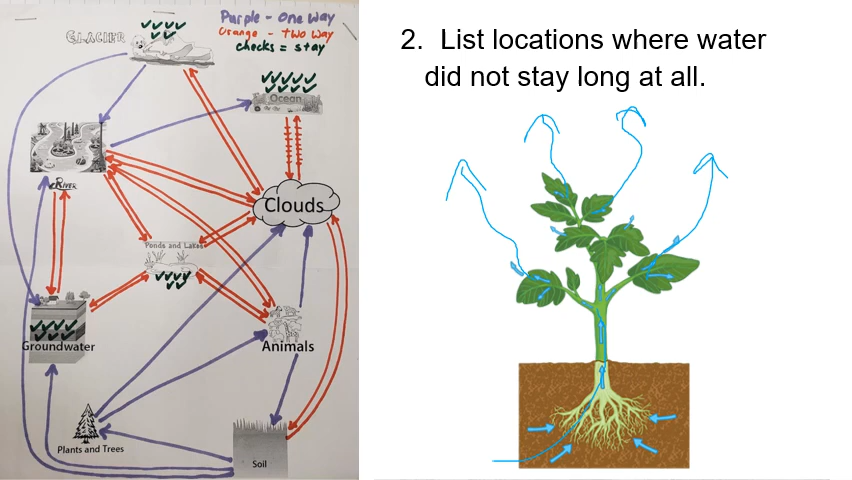 Purple - One Way
Orange - Two Way
checks = stay
GLACIER
Ocean
River
Clouds
Ponds and Lakes
Groundwater
Animals
Plants and Trees
Soil
2. List locations where water
did not stay long at all.